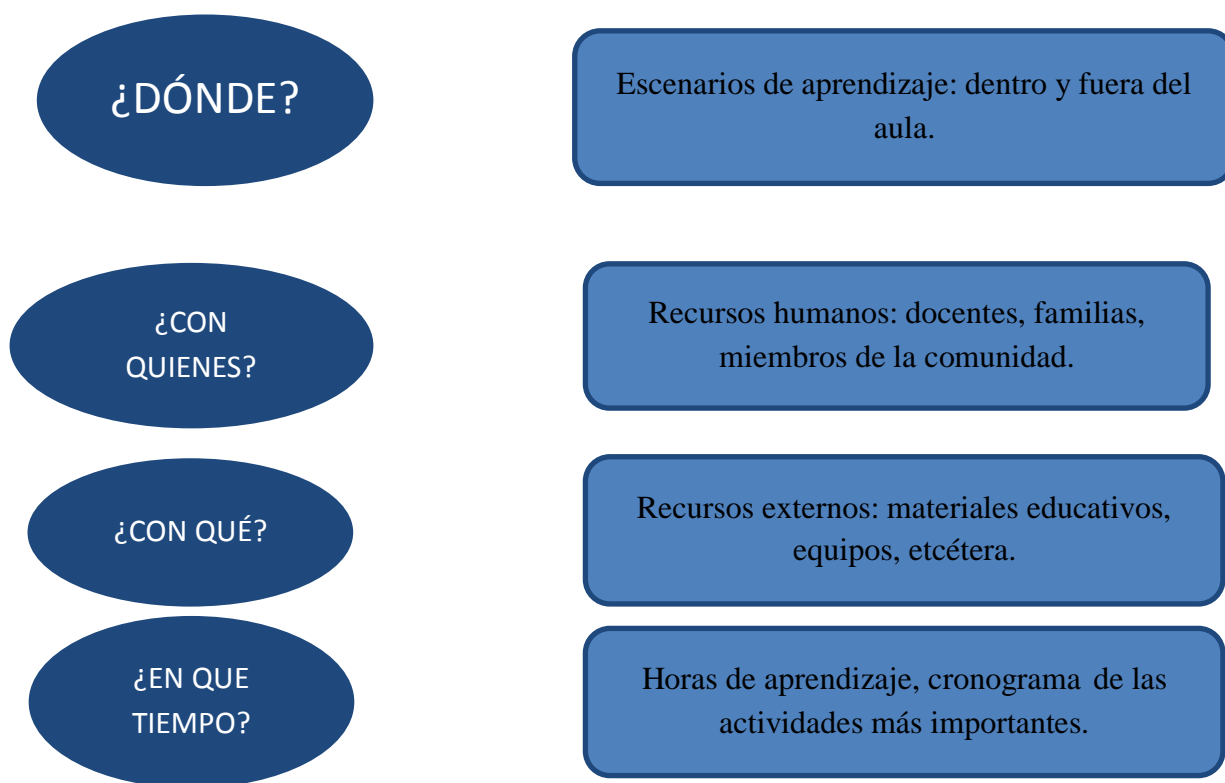 ¿DÓNDE?
Escenarios de aprendizaje: dentro y fuera del
aula.
¿CON
QUIENES?
Recursos humanos: docentes, familias,
miembros de la comunidad.
¿CON QUÉ?
Recursos externos: materiales educativos,
equipos, etcétera.
¿EN QUE
TIEMPO?
Horas de aprendizaje, cronograma de las
actividades más importantes.